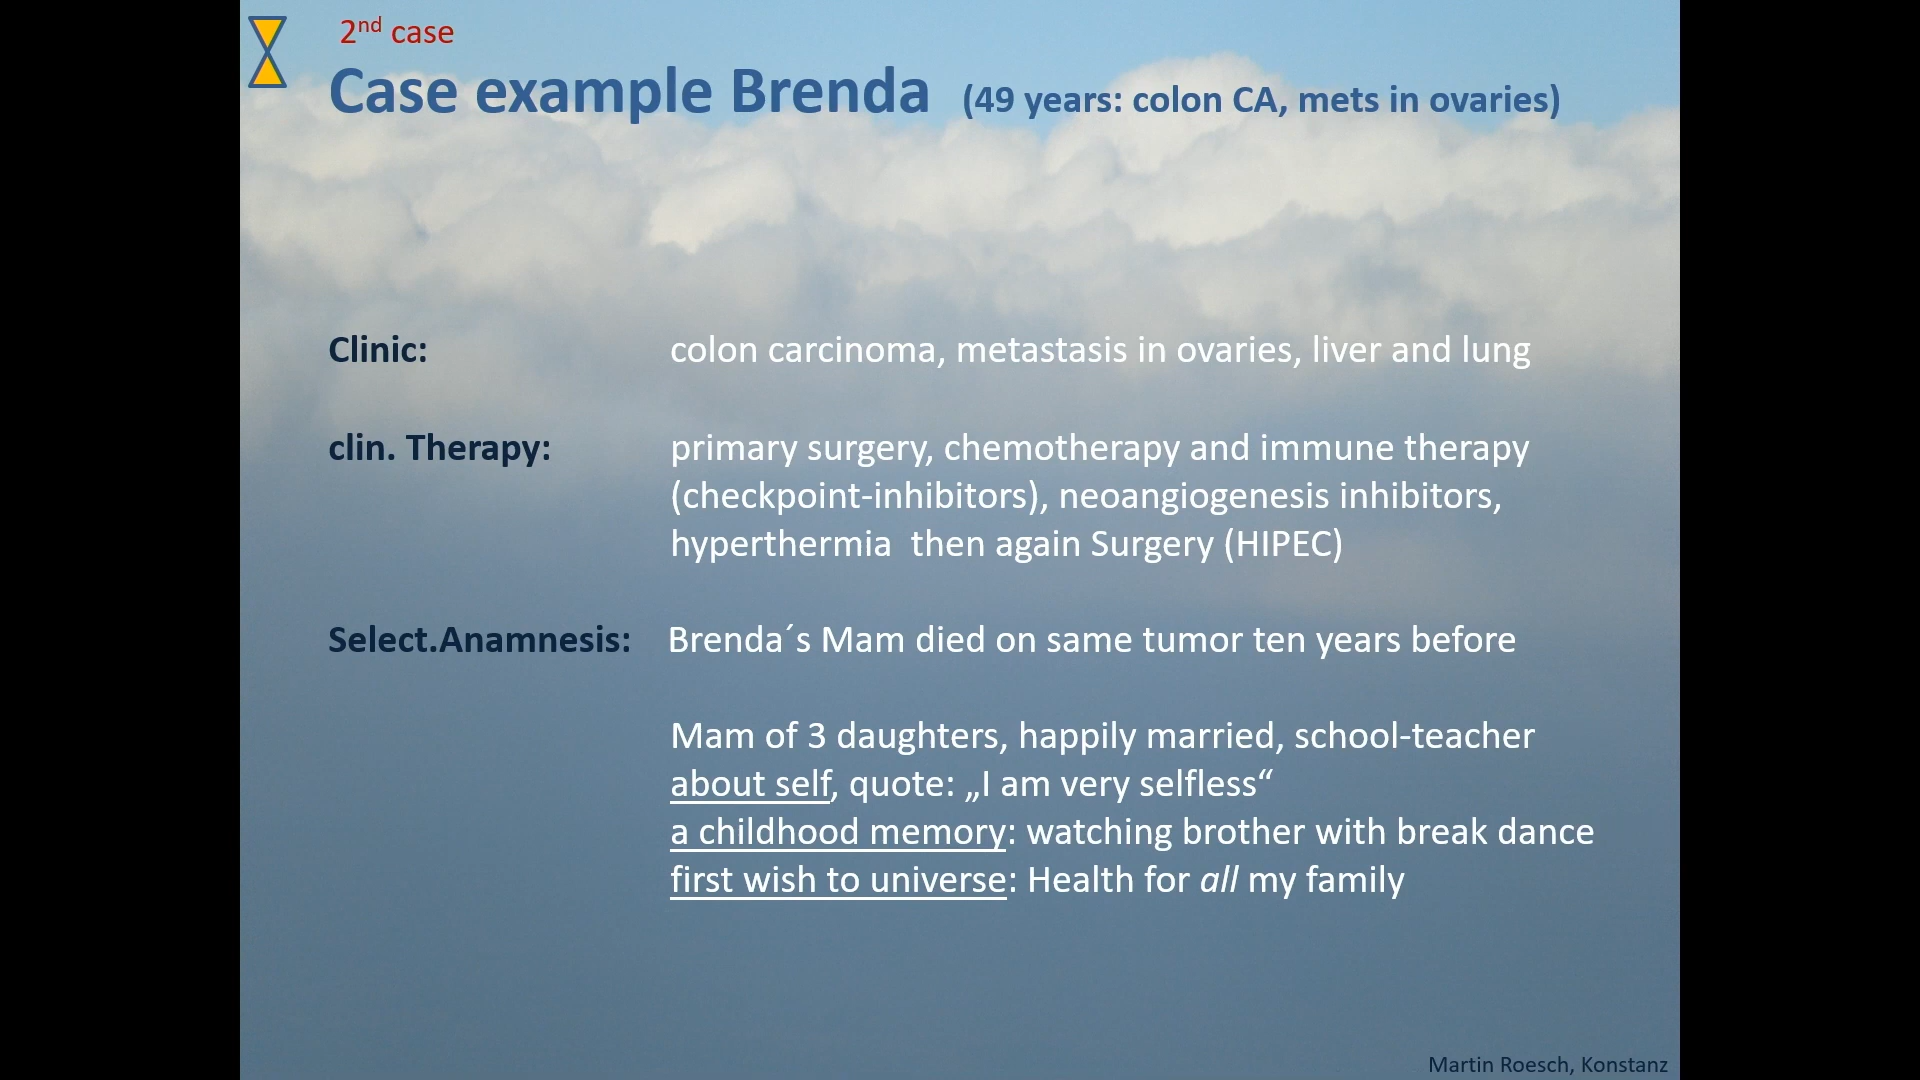 2nd case
Case example Brenda (49 years: colon CA, mets in ovaries)
Clinic: colon carcinoma, metastasis in ovaries, liver and lung
clin. Therapy: primary surgery, chemotherapy and immune therapy
(checkpoint-inhibitors), neoangiogenesis inhibitors,
hyperthermia  then again Surgery (HIPEC)
Select.Anamnesis: Brenda´s Mam died on same tumor ten years before
Mam of 3 daughters, happily married, school-teacher
about self, quote: „I am very selfless“
a childhood memory: watching brother with break dance
first wish to universe: Health for all my family
Martin Roesch, Konstanz